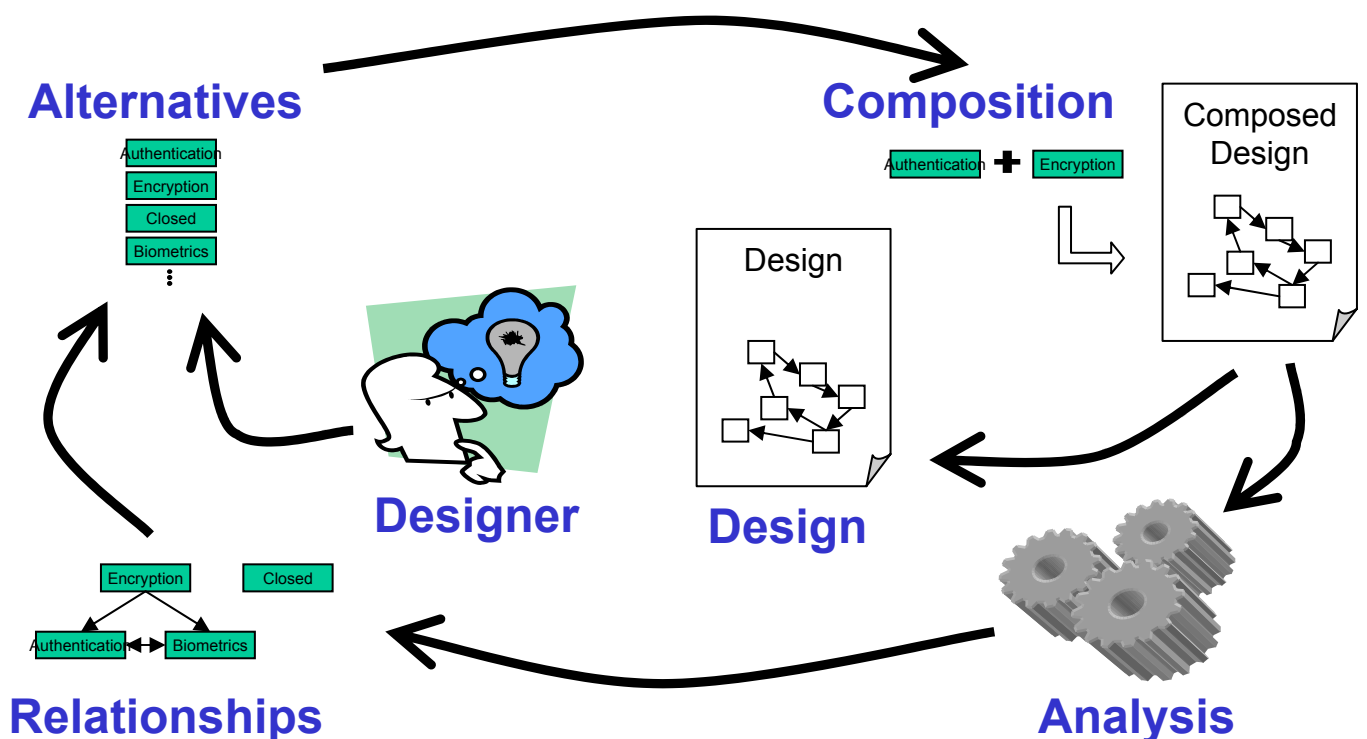 Alternatives
Authentication
Encryption
Closed
Biometrics
Composition
Authentication + Encryption
Composed
Design
Design
Designer
Design
Encryption
Closed
Authentication
Biometrics
Relationships
Analysis